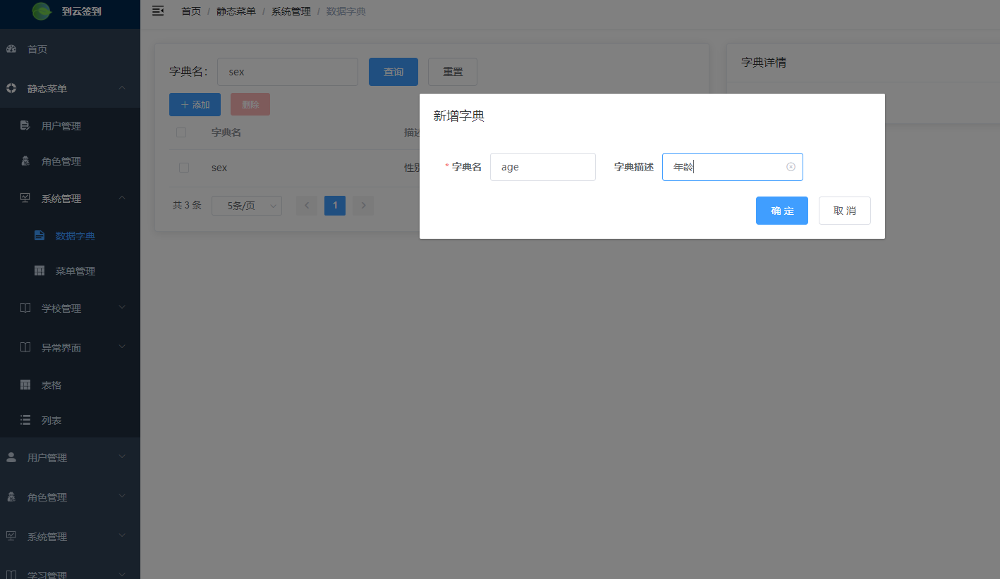 到云签到
首页 / 静态菜单 / 系统管理 / 数据字典
首页
静态菜单
用户管理
角色管理
系统管理
数据字典
菜单管理
学校管理
异常界面
表格
列表
用户管理
角色管理
系统管理
学习管理
字典名: sex 查询 重置
+ 添加 删除
字典名 描述
sex 性别
共 3 条 5条/页 1
字典详情
新增字典
* 字典名 age 字典描述 年龄
确 定 取 消